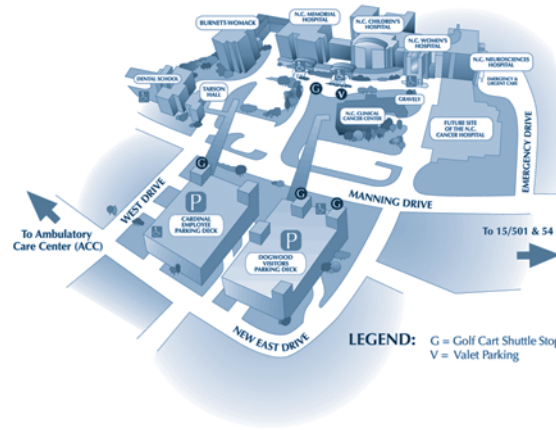 BURNETT-WOMACK
N.C. MEMORIAL
HOSPITAL
N.C. CHILDREN'S
HOSPITAL
N.C. WOMEN'S
HOSPITAL
N.C. NEUROSCIENCES
HOSPITAL
EMERGENCY &
URGENT CARE
DENTAL SCHOOL
TARSON
HALL
G
V
GRAVELY
N.C. CLINICAL
CANCER CENTER
FUTURE SITE
OF THE N.C.
CANCER HOSPITAL
EMERGENCY DRIVE
G
WEST DRIVE
G
G
MANNING DRIVE
P
CARDINAL
EMPLOYEE
PARKING DECK
P
DOGWOOD
VISITORS
PARKING DECK
To Ambulatory
Care Center (ACC)
To 15/501 & 54
NEW EAST DRIVE
LEGEND:
G = Golf Cart Shuttle Stop
V = Valet Parking